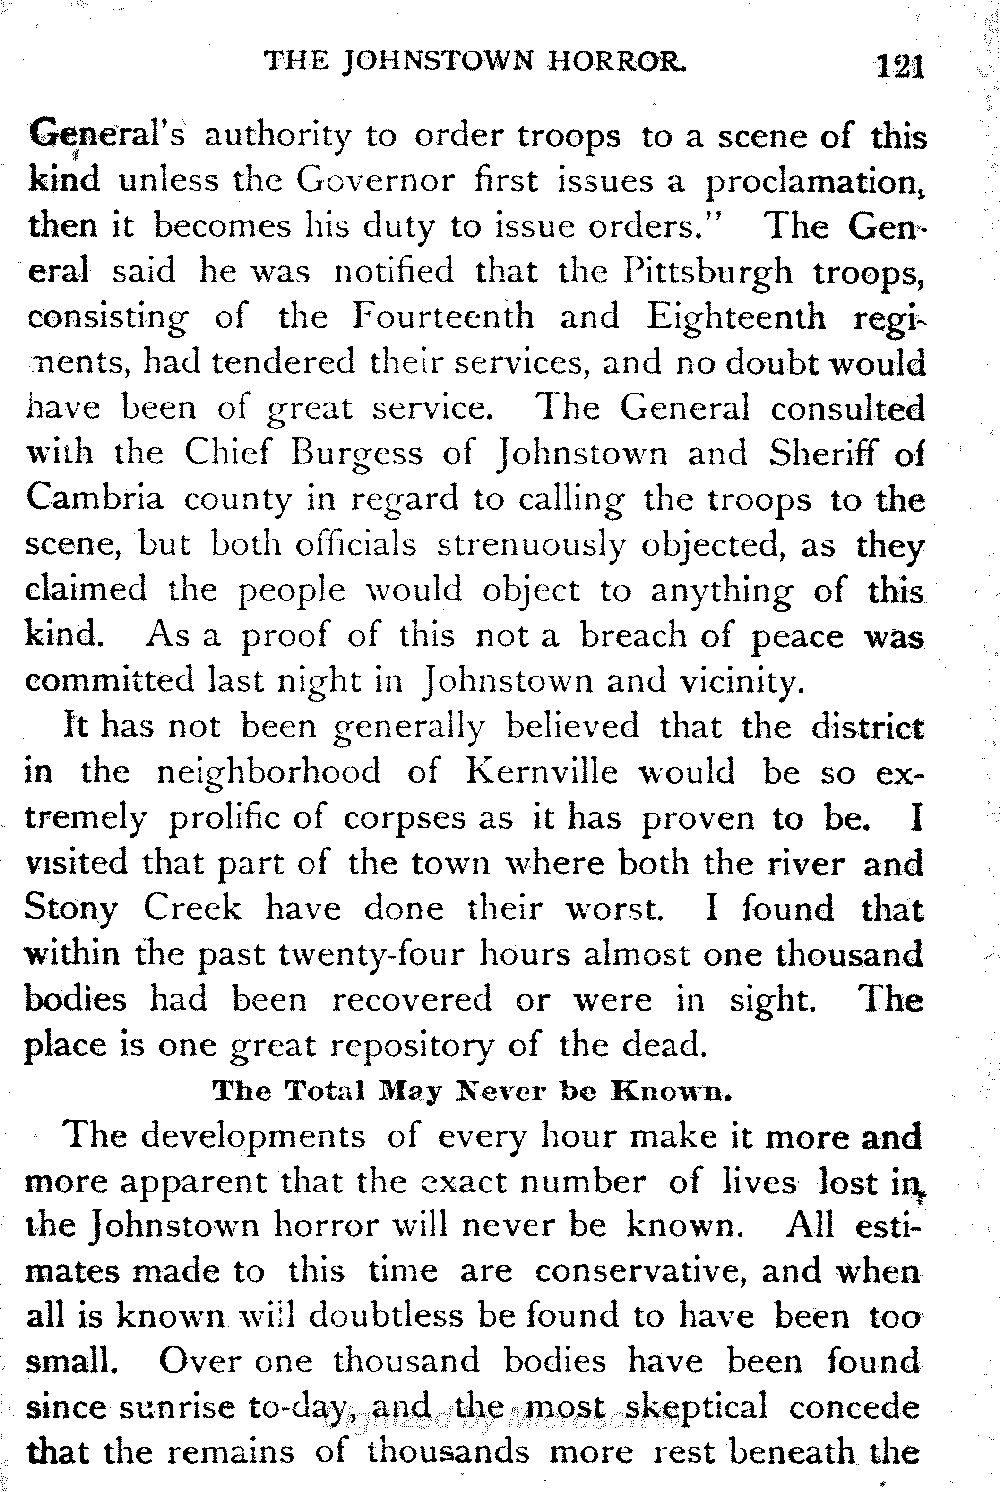 THE JOHNSTOWN HORROR. 121
General's authority to order troops to a scene of this
kind unless the Governor first issues a proclamation,
then it becomes his duty to issue orders." The Gen-
eral said he was notified that the Pittsburgh troops,
consisting of the Fourteenth and Eighteenth regi-
ments, had tendered their services, and no doubt would
have been of great service. The General consulted
with the Chief Burgess of Johnstown and Sheriff of
Cambria county in regard to calling the troops to the
scene, but both officials strenuously objected, as they
claimed the people would object to anything of this
kind. As a proof of this not a breach of peace was
committed last night in Johnstown and vicinity.
It has not been generally believed that the district
in the neighborhood of Kernville would be so ex-
tremely prolific of corpses as it has proven to be. I
visited that part of the town where both the river and
Stony Creek have done their worst. I found that
within the past twenty-four hours almost one thousand
bodies had been recovered or were in sight. The
place is one great repository of the dead.
The Total May Never be Known.
The developments of every hour make it more and
more apparent that the exact number of lives lost in
the Johnstown horror will never be known. All esti-
mates made to this time are conservative, and when
all is known will doubtless be found to have been too
small. Over one thousand bodies have been found
since sunrise to-day, and the most skeptical concede
that the remains of thousands more rest beneath the